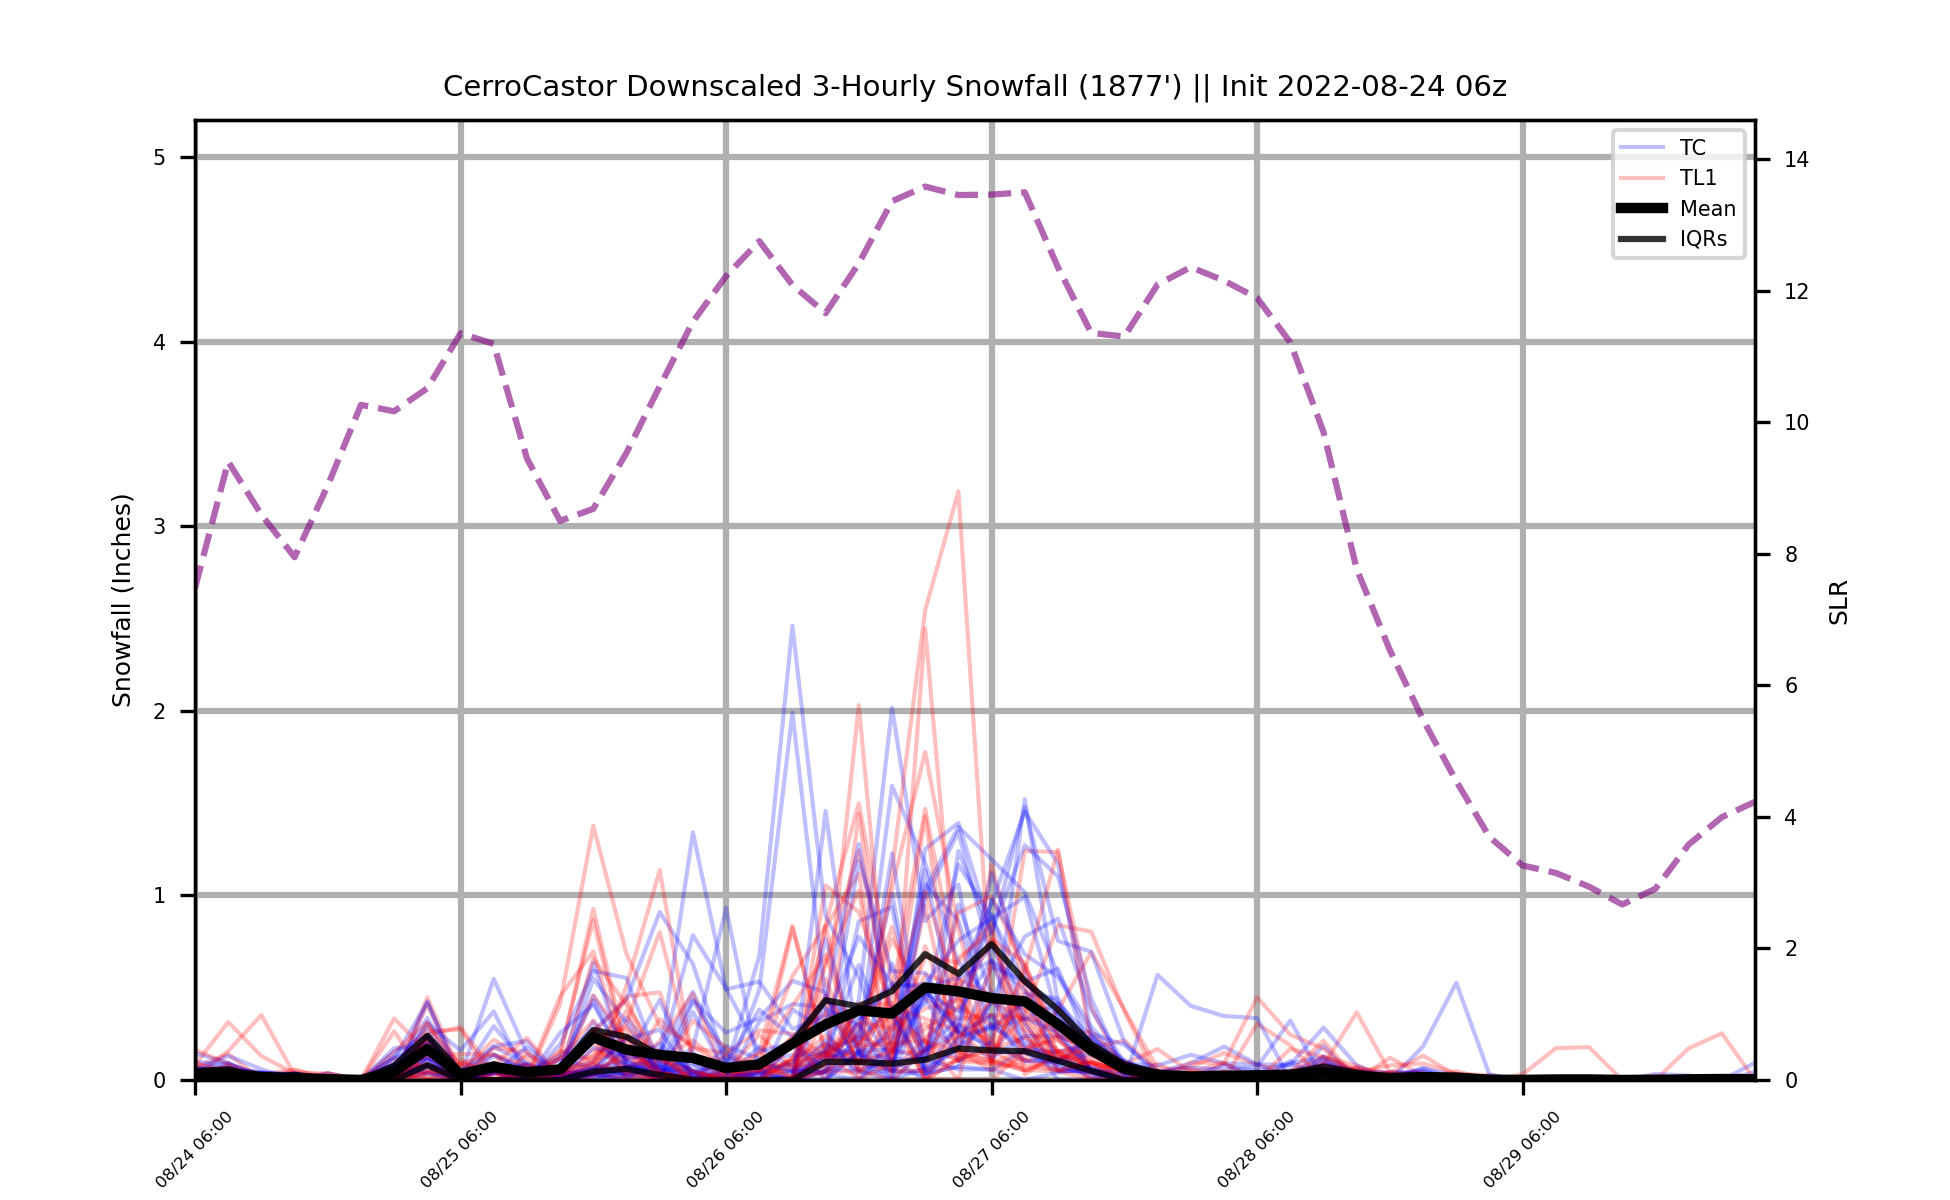 CerroCastor Downscaled 3-Hourly Snowfall (1877') || Init 2022-08-24 06z
TC
TL1
Mean
IQRs
Snowfall (Inches)
5
4
3
2
1
0
14
12
10
8
6
4
2
0
SLR
08/24 06:00
08/25 06:00
08/26 06:00
08/27 06:00
08/28 06:00
08/29 06:00